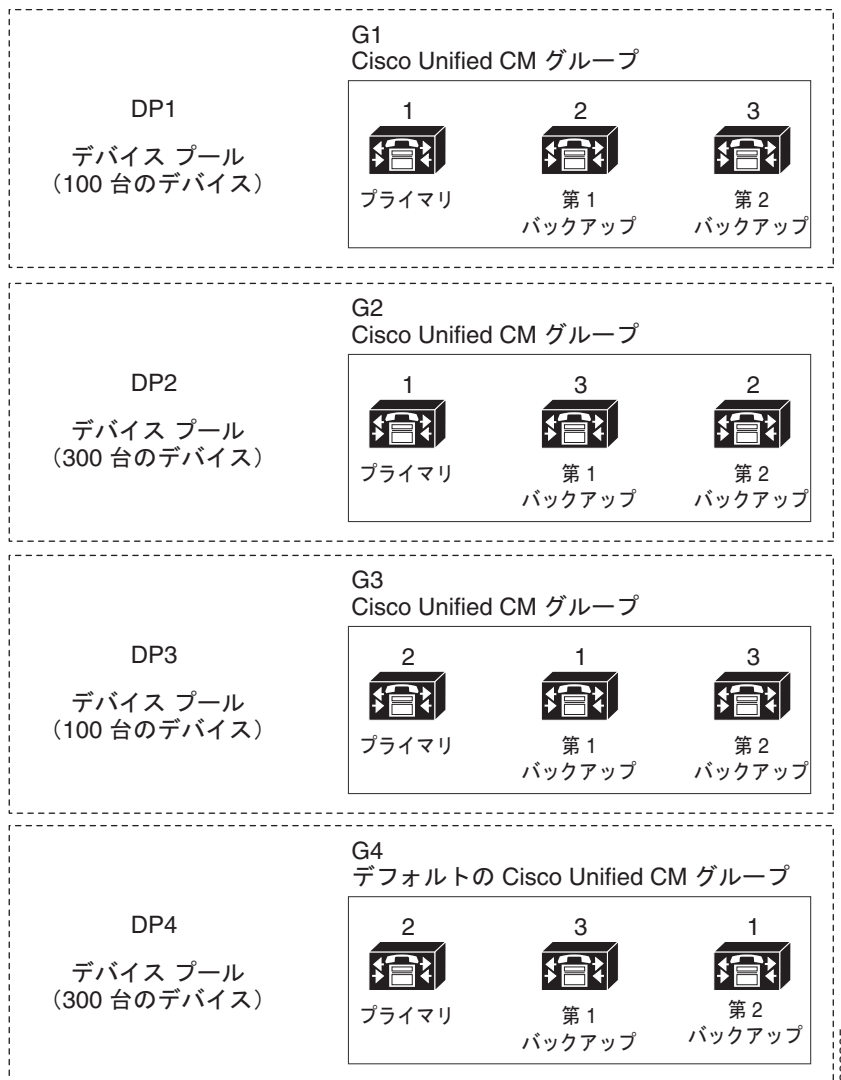 G1
Cisco Unified CM グループ
DP1
デバイス プール
（100 台のデバイス）
1 2 3
プライマリ 第 1 第 2
バックアップ バックアップ
G2
Cisco Unified CM グループ
DP2
デバイス プール
（300 台のデバイス）
1 3 2
プライマリ 第 1 第 2
バックアップ バックアップ
G3
Cisco Unified CM グループ
DP3
デバイス プール
（100 台のデバイス）
2 1 3
プライマリ 第 1 第 2
バックアップ バックアップ
G4
デフォルトの Cisco Unified CM グループ
DP4
デバイス プール
（300 台のデバイス）
2 3 1
プライマリ 第 1 第 2
バックアップ バックアップ